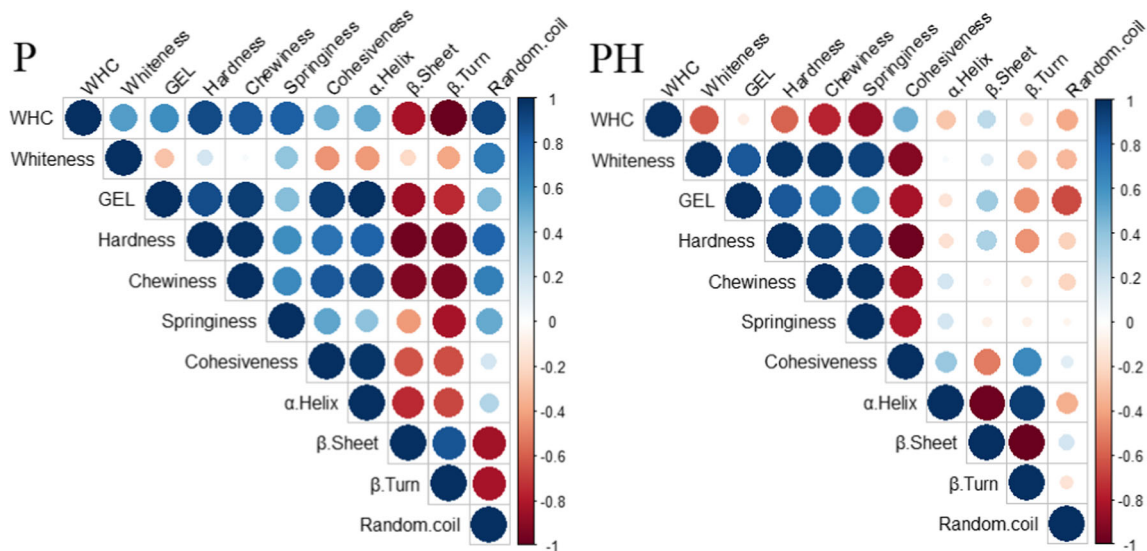 P
WHC
Whiteness
GEL
Hardness
Chewiness
Springiness
Cohesiveness
α.Helix
β.Sheet
β.Turn
Random.coil
WHC
Whiteness
GEL
Hardness
Chewiness
Springiness
Cohesiveness
α.Helix
β.Sheet
β.Turn
Random.coil
1
0.8
0.6
0.4
0.2
0
-0.2
-0.4
-0.6
-0.8
-1
PH
WHC
Whiteness
GEL
Hardness
Chewiness
Springiness
Cohesiveness
α.Helix
β.Sheet
β.Turn
Random.coil
WHC
Whiteness
GEL
Hardness
Chewiness
Springiness
Cohesiveness
α.Helix
β.Sheet
β.Turn
Random.coil
1
0.8
0.6
0.4
0.2
0
-0.2
-0.4
-0.6
-0.8
-1